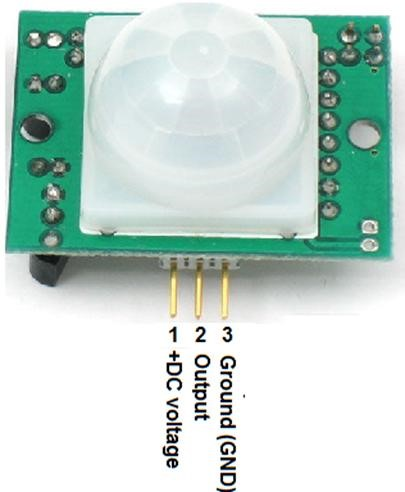 1 +DC voltage
2 Output
3 Ground (GND)